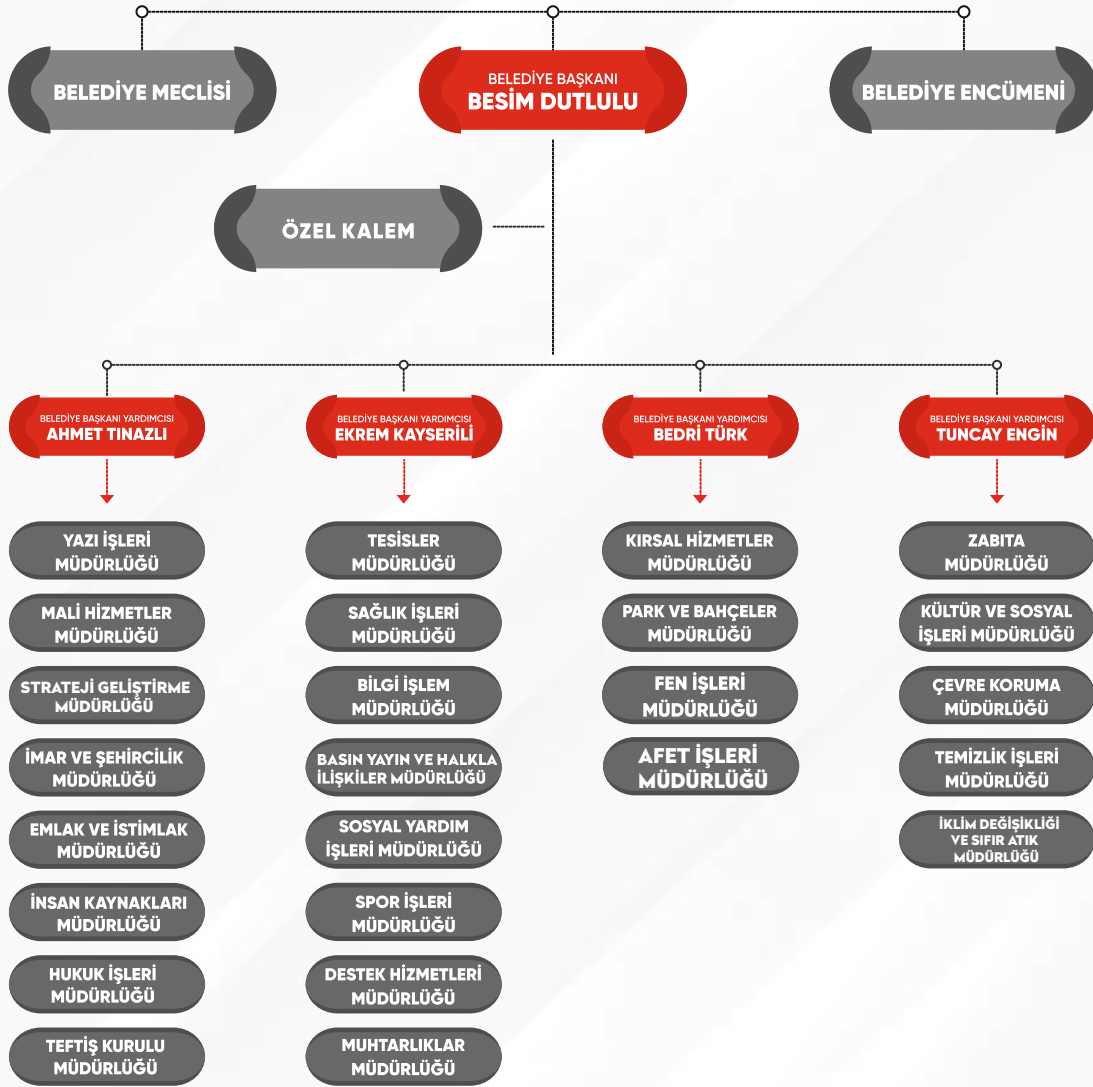 BELEDİYE MECLİSİ
BELEDİYE BAŞKANI
BESİM DUTLULU
BELEDİYE ENCÜMENİ
ÖZEL KALEM
BELEDİYE BAŞKANI YARDIMCISI
AHMET TINAZLI
YAZI İŞLERİ
MÜDÜRLÜĞÜ
MALİ HİZMETLER
MÜDÜRLÜĞÜ
STRATEJİ GELİŞTİRME
MÜDÜRLÜĞÜ
İMAR VE ŞEHİRCİLİK
MÜDÜRLÜĞÜ
EMLAK VE İSTİMLAK
MÜDÜRLÜĞÜ
İNSAN KAYNAKLARI
MÜDÜRLÜĞÜ
HUKUK İŞLERİ
MÜDÜRLÜĞÜ
TEFTİŞ KURULU
MÜDÜRLÜĞÜ
BELEDİYE BAŞKANI YARDIMCISI
EKREM KAYSERİLİ
TESİSLER
MÜDÜRLÜĞÜ
SAĞLIK İŞLERİ
MÜDÜRLÜĞÜ
BİLGİ İŞLEM
MÜDÜRLÜĞÜ
BASIN YAYIN VE HALKLA
İLİŞKİLER MÜDÜRLÜĞÜ
SOSYAL YARDIM
İŞLERİ MÜDÜRLÜĞÜ
SPOR İŞLERİ
MÜDÜRLÜĞÜ
DESTEK HİZMETLERİ
MÜDÜRLÜĞÜ
MUHTARLIKLAR
MÜDÜRLÜĞÜ
BELEDİYE BAŞKANI YARDIMCISI
BEDRİ TÜRK
KIRSAL HİZMETLER
MÜDÜRLÜĞÜ
PARK VE BAHÇELER
MÜDÜRLÜĞÜ
FEN İŞLERİ
MÜDÜRLÜĞÜ
AFET İŞLERİ
MÜDÜRLÜĞÜ
BELEDİYE BAŞKANI YARDIMCISI
TUNCAY ENGİN
ZABITA
MÜDÜRLÜĞÜ
KÜLTÜR VE SOSYAL
İŞLERİ MÜDÜRLÜĞÜ
ÇEVRE KORUMA
MÜDÜRLÜĞÜ
TEMİZLİK İŞLERİ
MÜDÜRLÜĞÜ
İKLİM DEĞİŞİKLİĞİ
VE SIFIR ATIK
MÜDÜRLÜĞÜ